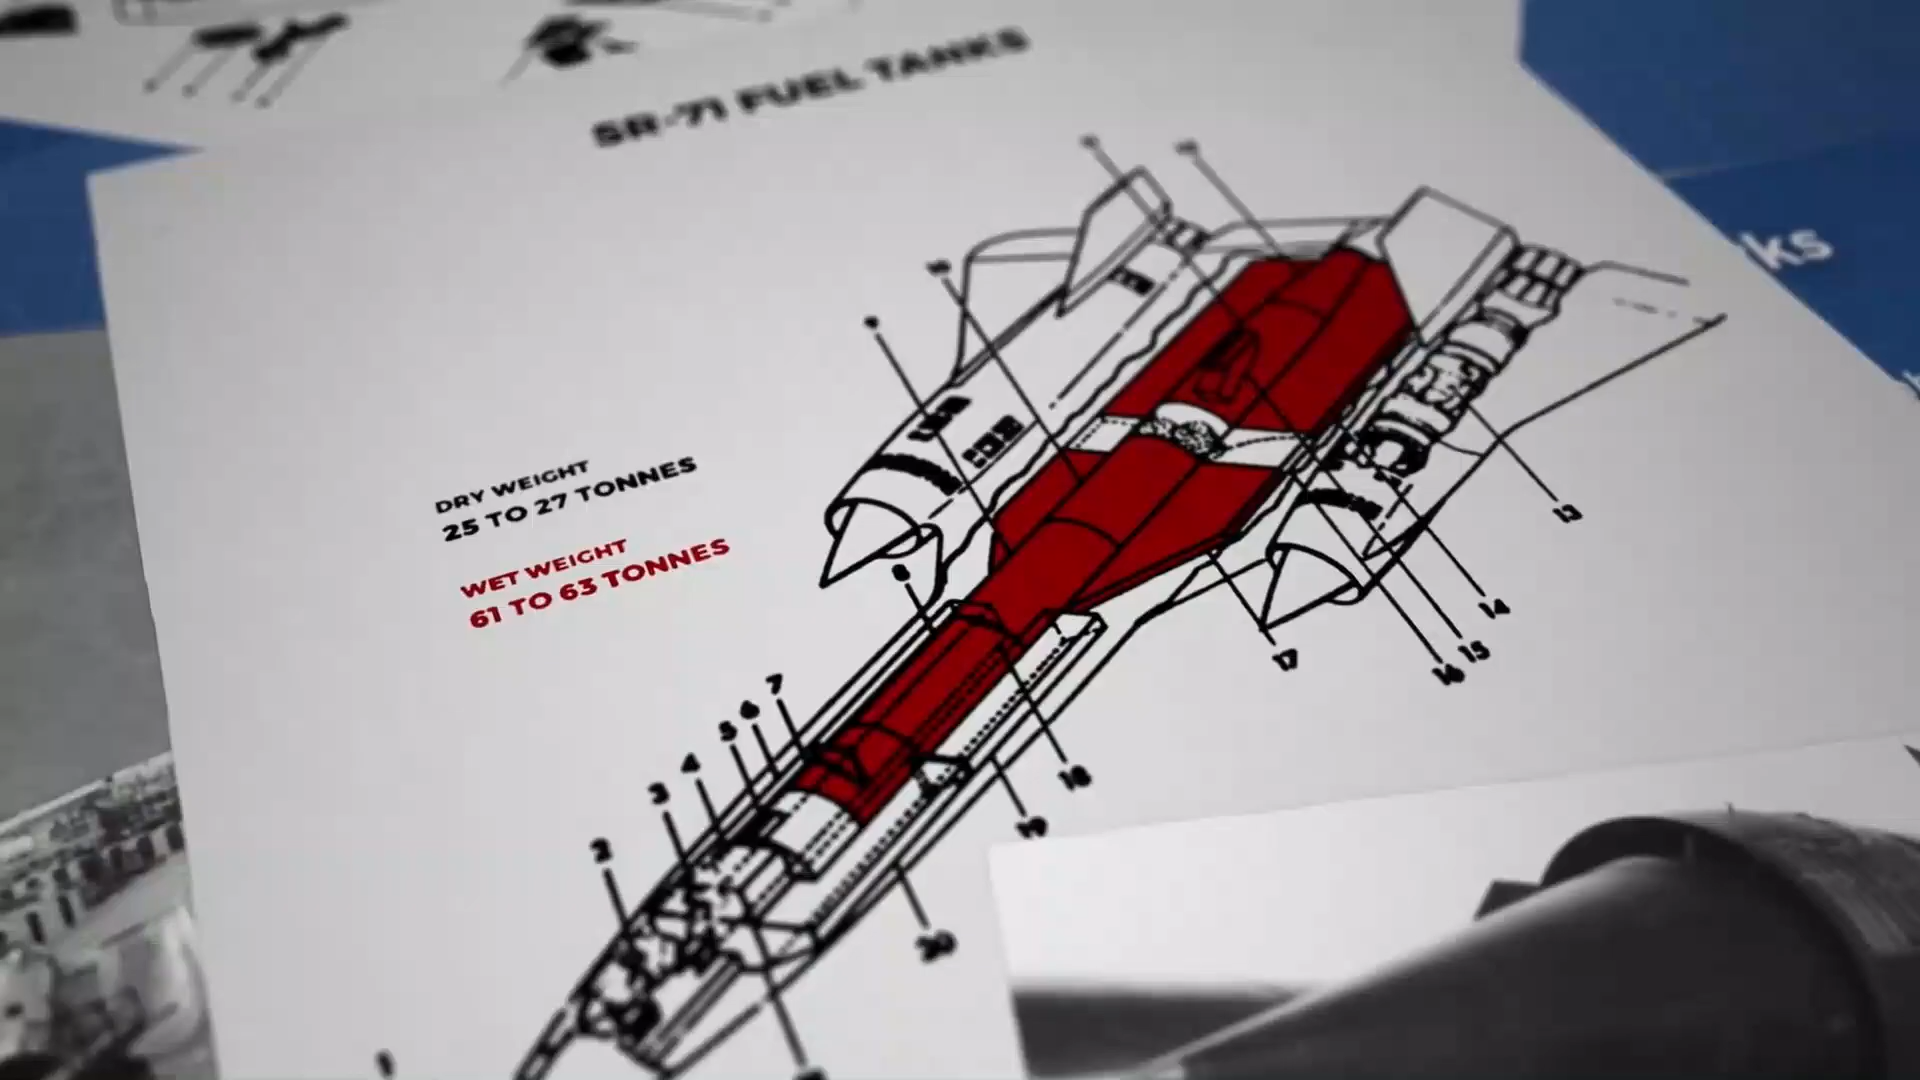 SR-71 FUEL TANKS
ks
DRY WEIGHT
25 TO 27 TONNES
WET WEIGHT
61 TO 63 TONNES
9
8
7
6
5
4
3
2
1
13
14
15
16
17
18
19
20